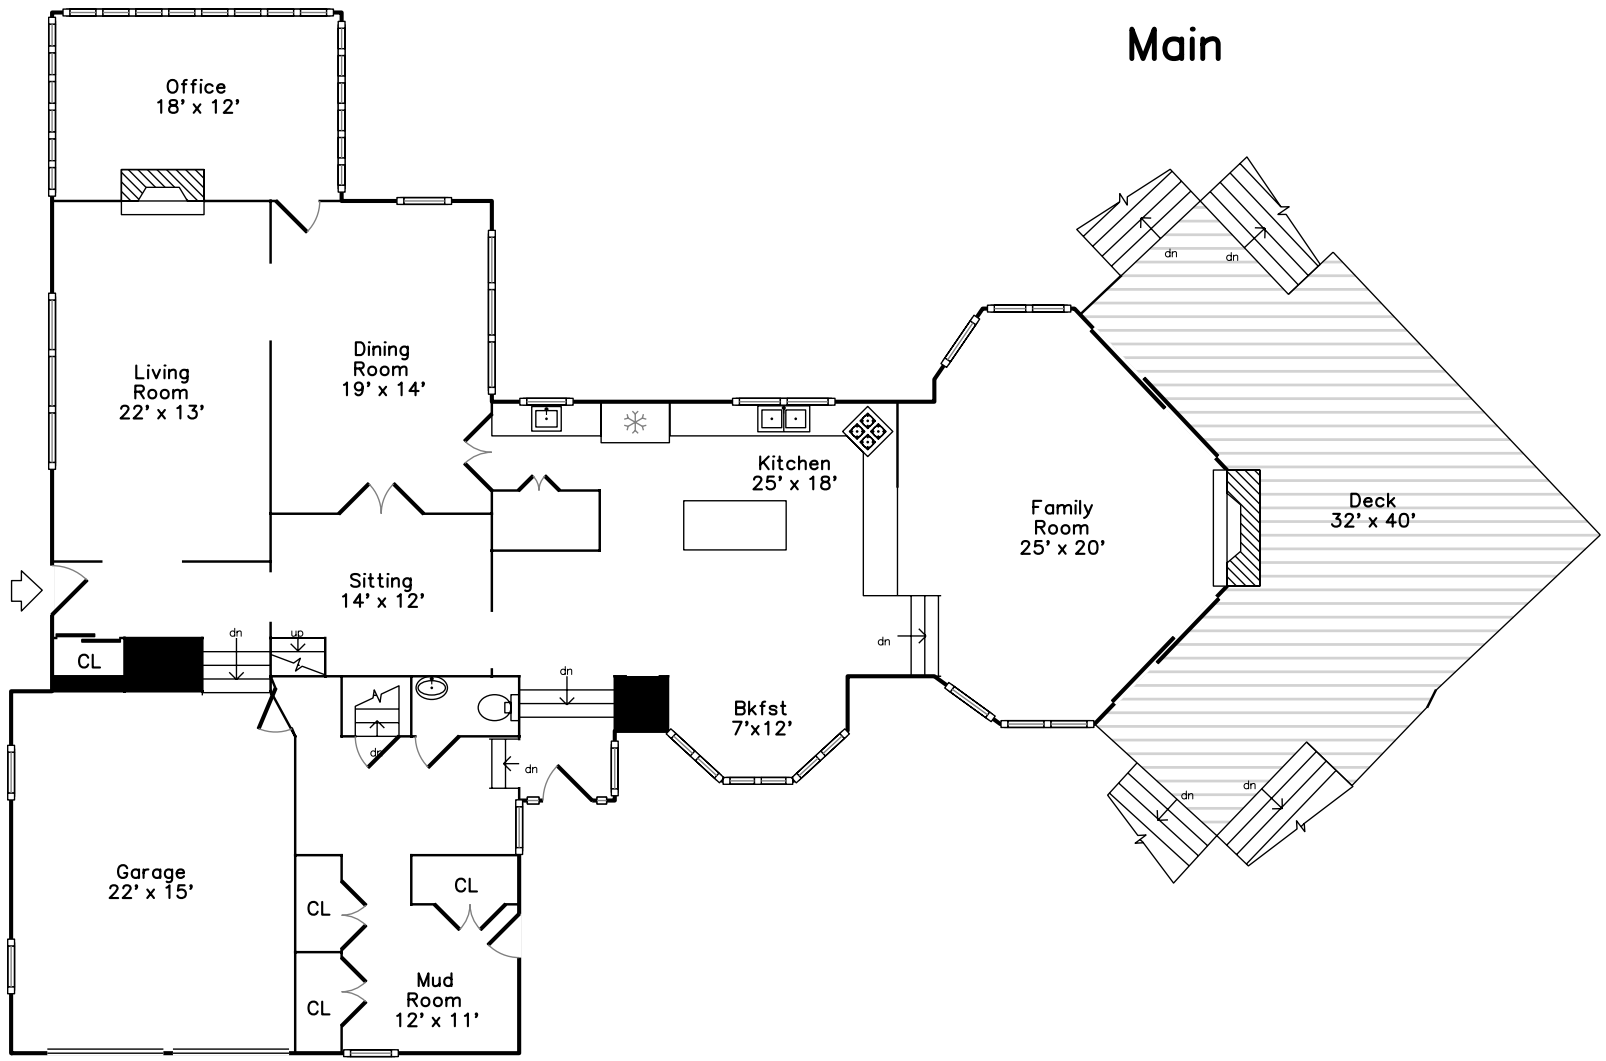 Main
Office
18' x 12'
Living
Room
22' x 13'
Dining
Room
19' x 14'
Kitchen
25' x 18'
Family
Room
25' x 20'
Deck
32' x 40'
dn
dn
Sitting
14' x 12'
CL
dn
up
dn
dn
Bkfst
7'x12'
dn
dn
dn
dn
Garage
22' x 15'
CL
CL
CL
Mud
Room
12' x 11'